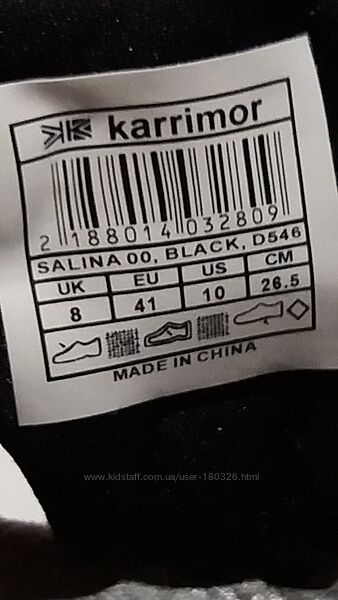 karrimor
2 188014 032809
SALINA 00, BLACK, D546
UK EU US CM
8 41 10 26.5
MADE IN CHINA
www.kidstaff.com.ua/user-180326.html